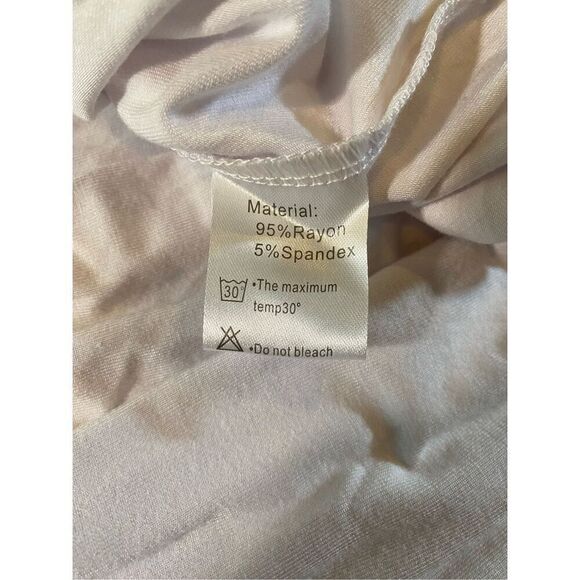 Material:
95%Rayon
5%Spandex
30° •The maximum
temp30°
•Do not bleach